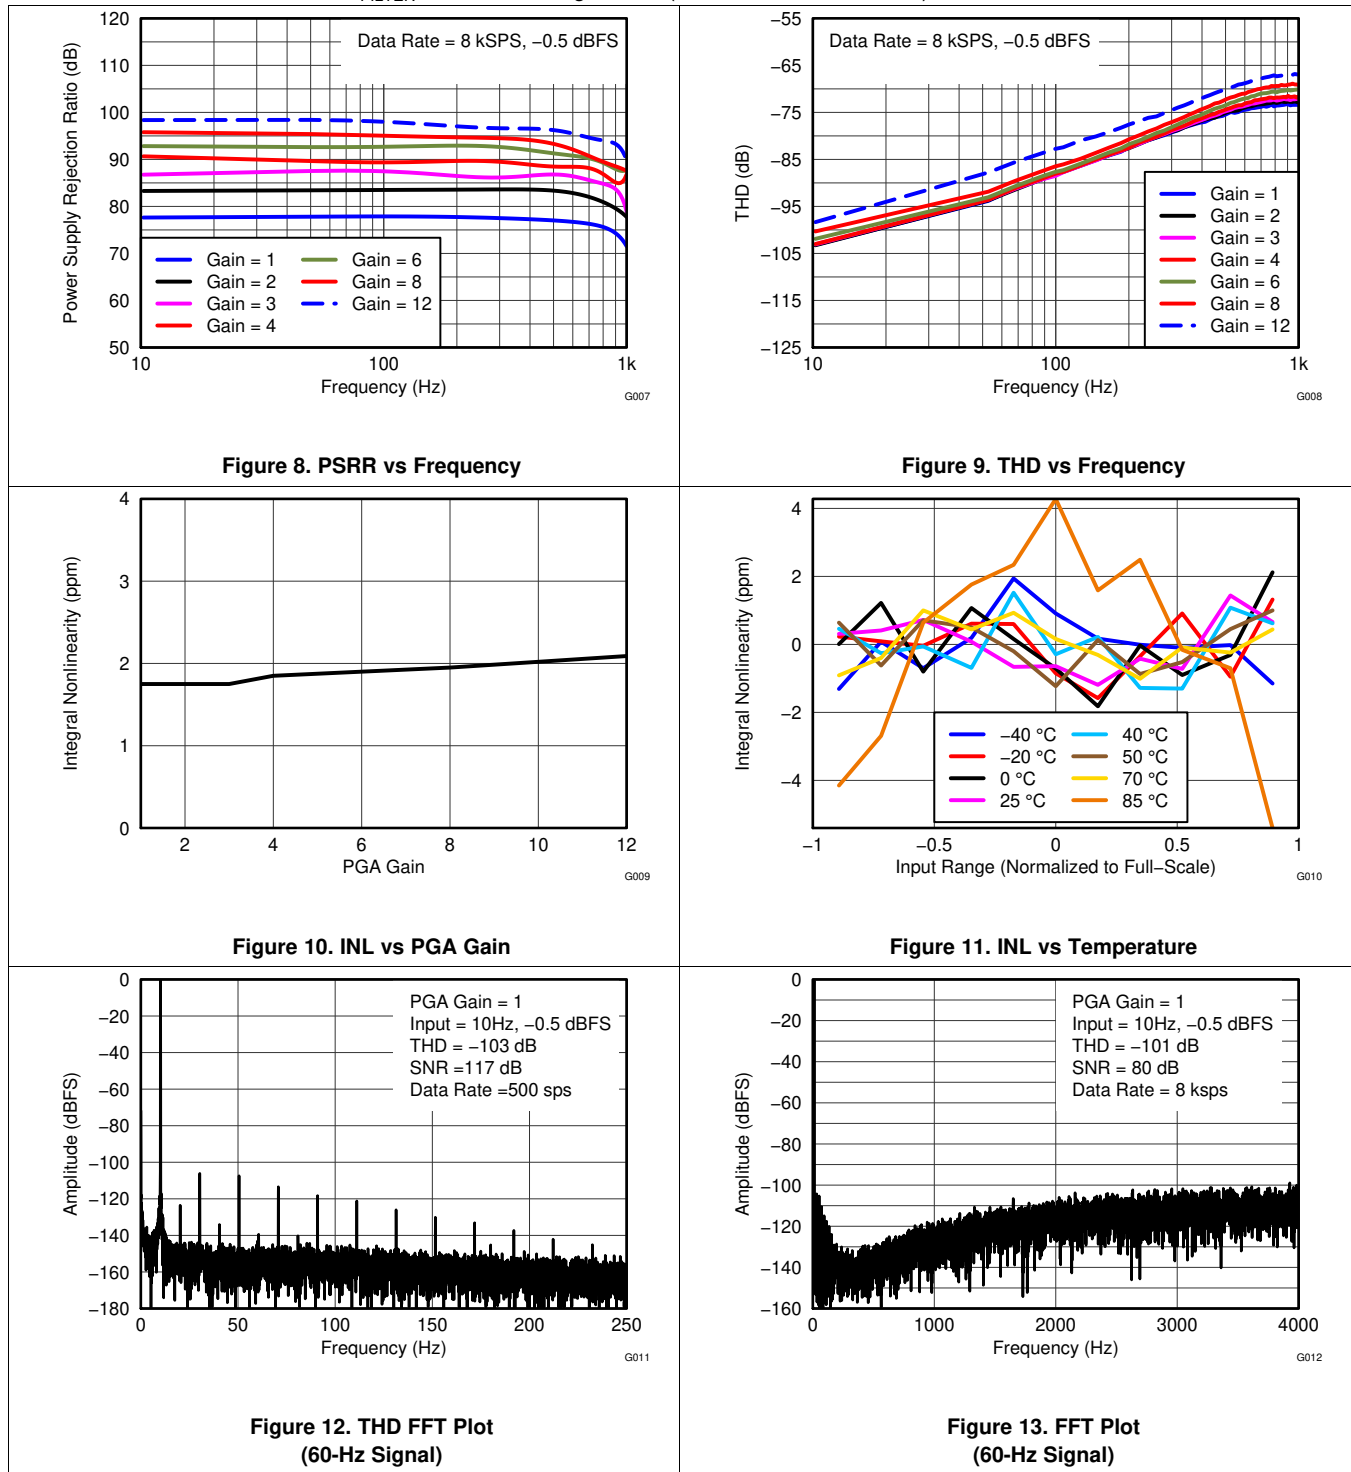 120
110
100
90
80
70
60
50
Power Supply Rejection Ratio (dB)
Data Rate = 8 kSPS, −0.5 dBFS
Gain = 1
Gain = 2
Gain = 3
Gain = 4
Gain = 6
Gain = 8
Gain = 12
10
100
1k
Frequency (Hz)
G007
Figure 8. PSRR vs Frequency
−55
−65
−75
−85
−95
−105
−115
−125
THD (dB)
Data Rate = 8 kSPS, −0.5 dBFS
Gain = 1
Gain = 2
Gain = 3
Gain = 4
Gain = 6
Gain = 8
Gain = 12
10
100
1k
Frequency (Hz)
G008
Figure 9. THD vs Frequency
4
3
2
1
0
Integral Nonlinearity (ppm)
2
4
6
8
10
12
PGA Gain
G009
Figure 10. INL vs PGA Gain
4
2
0
−2
−4
Integral Nonlinearity (ppm)
−40 °C
−20 °C
0 °C
25 °C
40 °C
50 °C
70 °C
85 °C
−1
−0.5
0
0.5
1
Input Range (Normalized to Full−Scale)
G010
Figure 11. INL vs Temperature
0
−20
−40
−60
−80
−100
−120
−140
−160
−180
Amplitude (dBFS)
PGA Gain = 1
Input = 10Hz, −0.5 dBFS
THD = −103 dB
SNR =117 dB
Data Rate =500 sps
0
50
100
150
200
250
Frequency (Hz)
G011
Figure 12. THD FFT Plot
(60-Hz Signal)
0
−20
−40
−60
−80
−100
−120
−140
−160
Amplitude (dBFS)
PGA Gain = 1
Input = 10Hz, −0.5 dBFS
THD = −101 dB
SNR = 80 dB
Data Rate = 8 ksps
0
1000
2000
3000
4000
Frequency (Hz)
G012
Figure 13. FFT Plot
(60-Hz Signal)